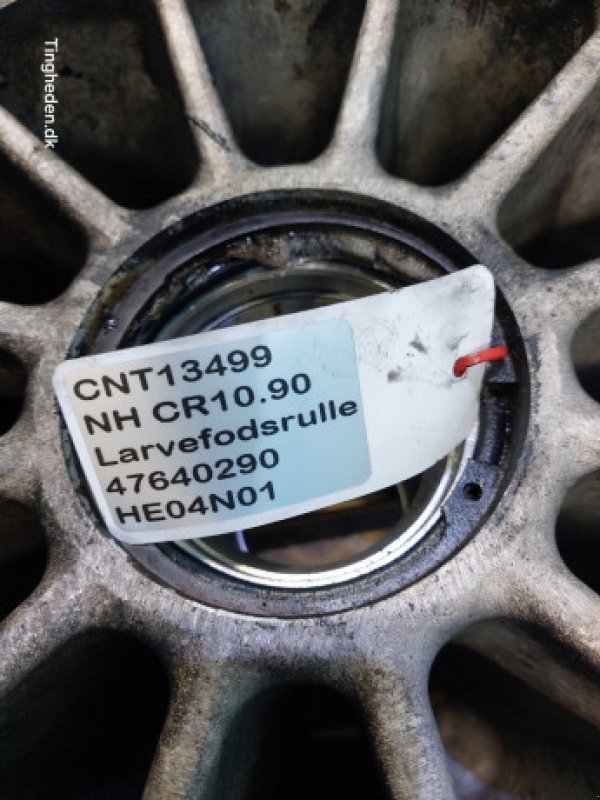 Tingheden.dk
CNT13499
NH CR10.90
Larvefodsrulle
47640290
HE04N01